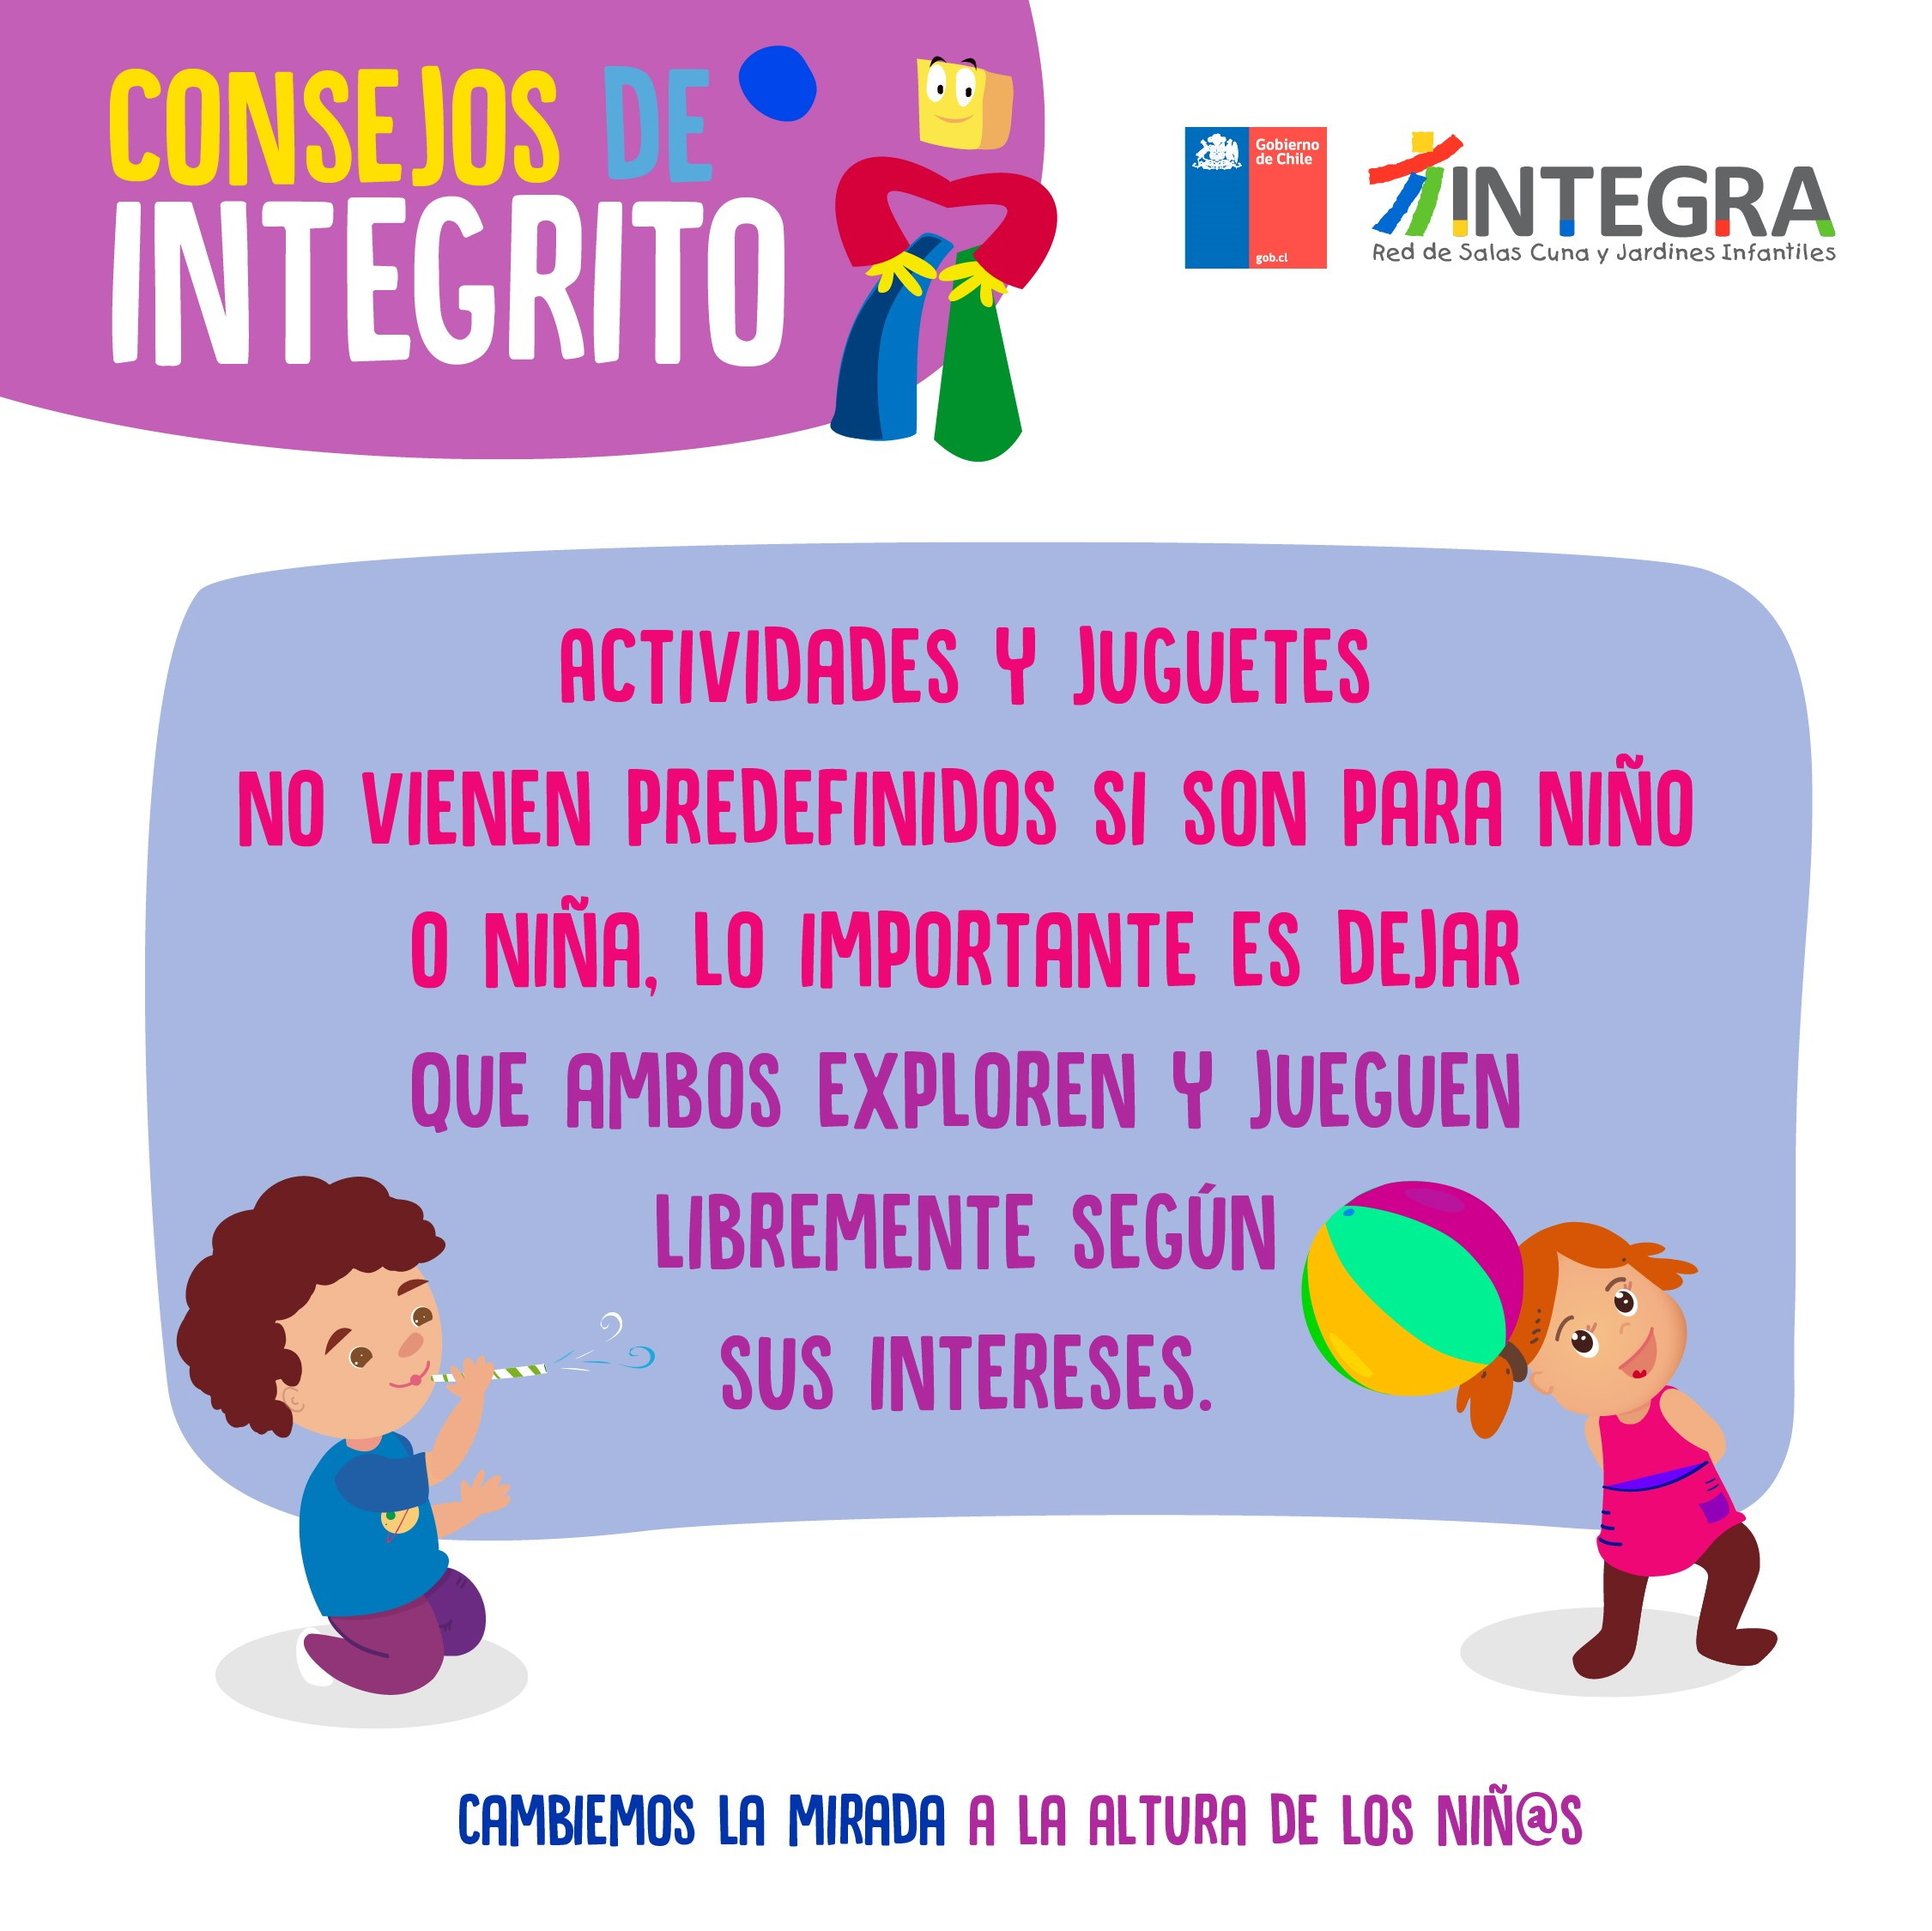 CONSEJOS DE
INTEGRITO
Gobierno
de Chile
gob.cl
INTEGRA
Red de Salas Cuna y Jardines Infantiles
ACTIVIDADES Y JUGUETES
NO VIENEN PREDEFINIDOS SI SON PARA NIÑO
O NIÑA, LO IMPORTANTE ES DEJAR
QUE AMBOS EXPLOREN Y JUEGUEN
LIBREMENTE SEGÚN
SUS INTERESES.
CAMBIEMOS LA MIRADA A LA ALTURA DE LOS NIÑ@S